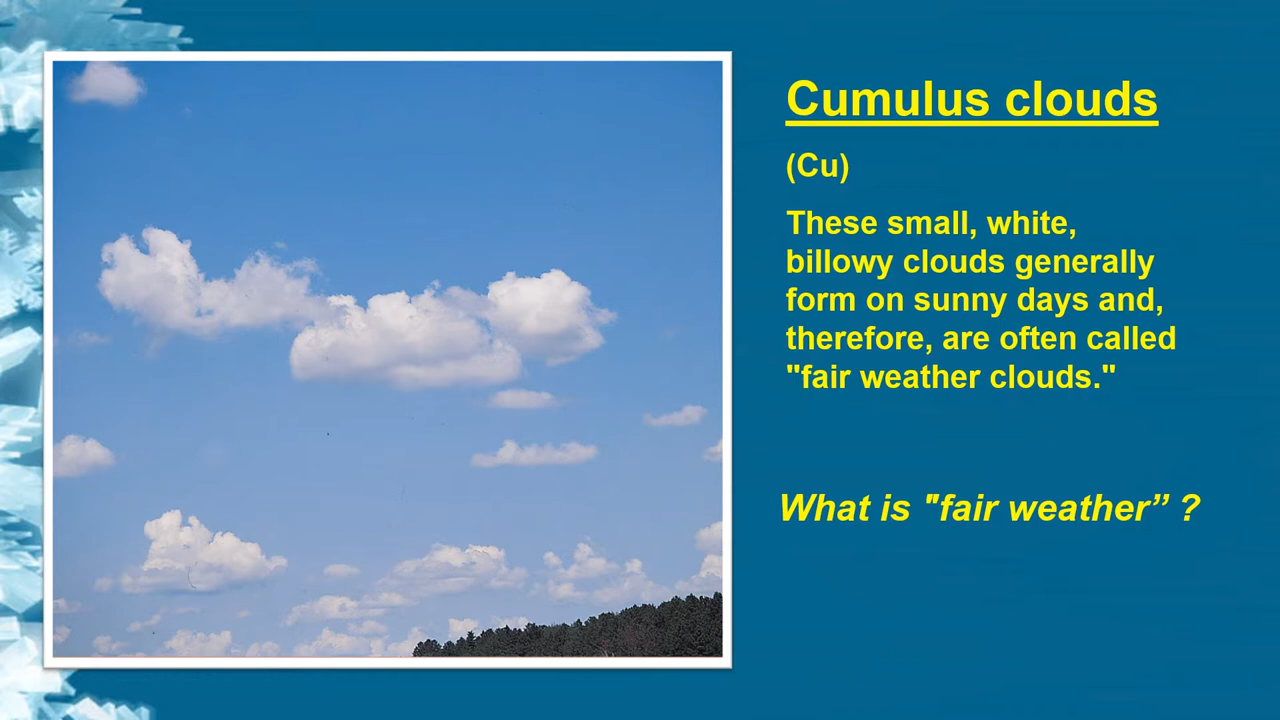 Cumulus clouds
(Cu)
These small, white,
billowy clouds generally
form on sunny days and,
therefore, are often called
"fair weather clouds."
What is "fair weather” ?